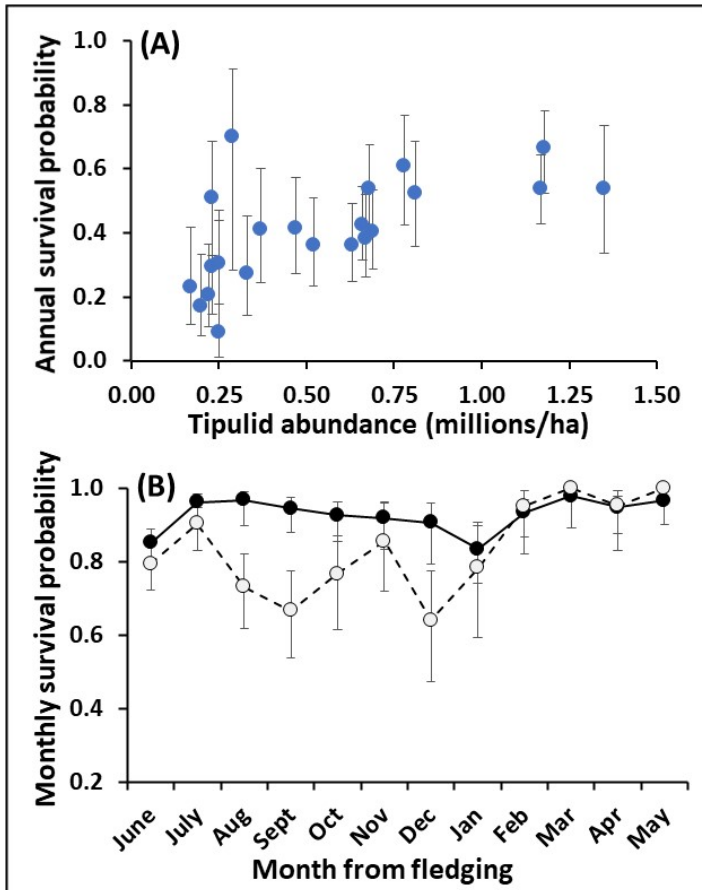 (A)
Annual survival probability
1.0
0.8
0.6
0.4
0.2
0.0
0.00 0.25 0.50 0.75 1.00 1.25 1.50
Tipulid abundance (millions/ha)
(B)
Monthly survival probability
1.0
0.8
0.6
0.4
0.2
June July Aug Sept Oct Nov Dec Jan Feb Mar Apr May
Month from fledging